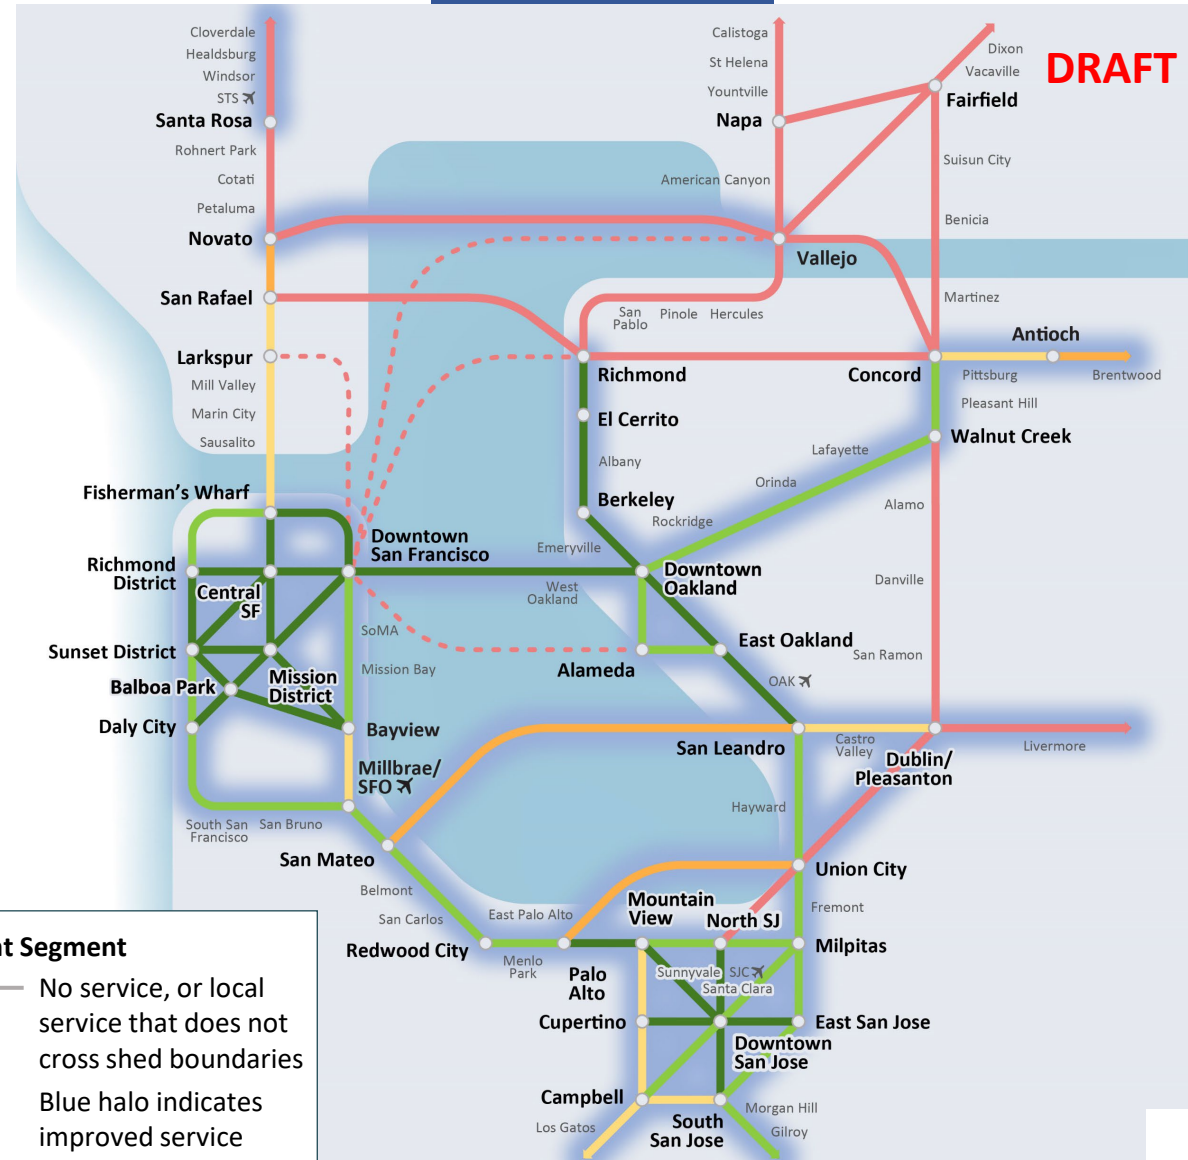 Cloverdale
Healdsburg
Windsor
STS
Santa Rosa
Rohnert Park
Cotati
Petaluma
Novato
San Rafael
Larkspur
Mill Valley
Marin City
Sausalito
Fisherman's Wharf
Calistoga
St Helena
Yountville
Napa
American Canyon
Vallejo
Dixon
Vacaville
Fairfield
DRAFT
Suisun City
Benicia
Martinez
San
Pablo
Pinole
Hercules
Richmond
Concord
Antioch
Pittsburg
Brentwood
Pleasant Hill
Walnut Creek
El Cerrito
Albany
Berkeley
Lafayette
Orinda
Rockridge
Emeryville
Alamo
Danville
San Ramon
Richmond
District
Central
SF
Downtown
San Francisco
West
Oakland
Downtown
Oakland
Sunset District
SoMA
Mission Bay
Mission
District
Balboa Park
Daly City
Bayview
Alameda
East Oakland
OAK
San Leandro
Castro
Valley
Dublin/
Pleasanton
Livermore
Millbrae/
SFO
South San
Francisco
San Bruno
San Mateo
Hayward
Union City
Belmont
San Carlos
Redwood City
East Palo Alto
Menlo
Park
Palo
Alto
Mountain
View
North SJ
Fremont
Milpitas
Sunnyvale
SJC
Santa Clara
Cupertino
East San Jose
Downtown
San Jose
Campbell
Los Gatos
South
San Jose
Morgan Hill
Gilroy
Segment
No service, or local
service that does not
cross shed boundaries
Blue halo indicates
improved service